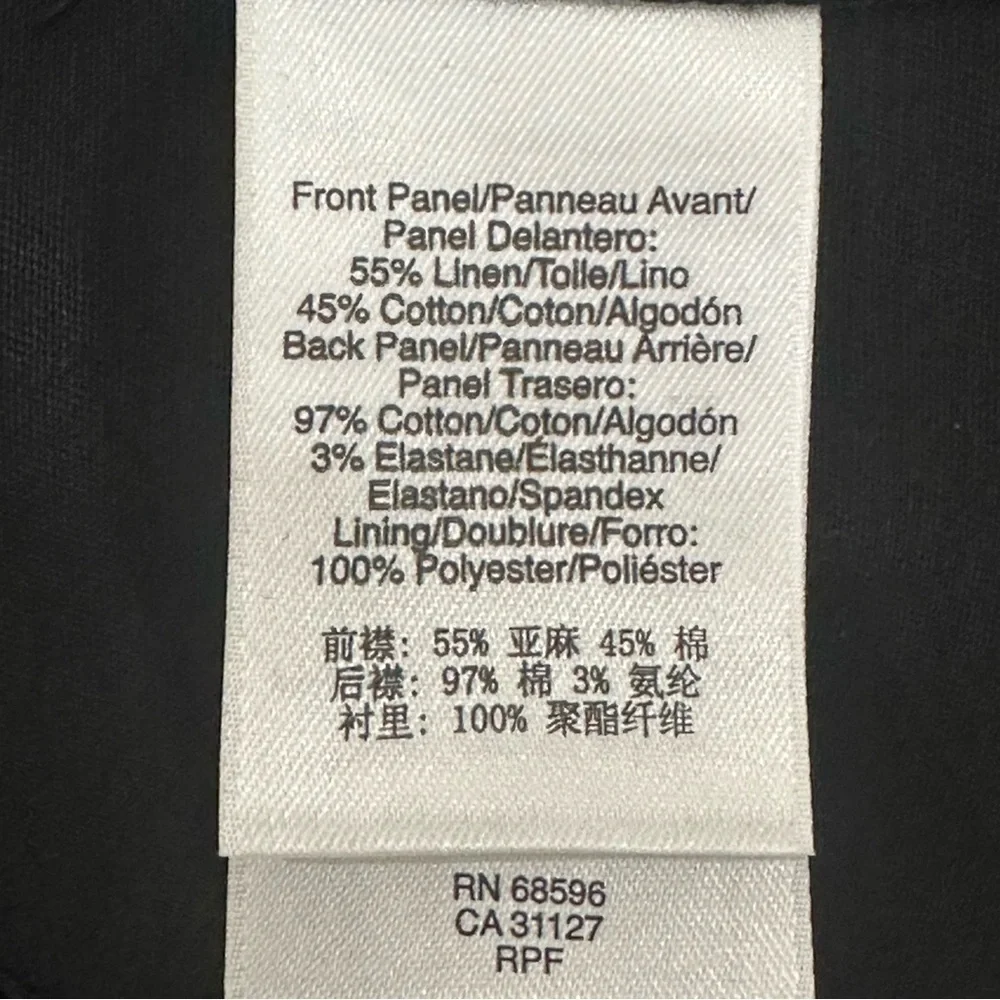 Front Panel/Panneau Avant/
Panel Delantero:
55% Linen/Toile/Lino
45% Cotton/Coton/Algodón
Back Panel/Panneau Arrière/
Panel Trasero:
97% Cotton/Coton/Algodón
3% Elastane/Élasthanne/
Elastano/Spandex
Lining/Doublure/Forro:
100% Polyester/Poliéster
前襟: 55% 亚麻 45% 棉
后襟: 97% 棉 3% 氨纶
衬里: 100% 聚酯纤维
RN 68596
CA 31127
RPF